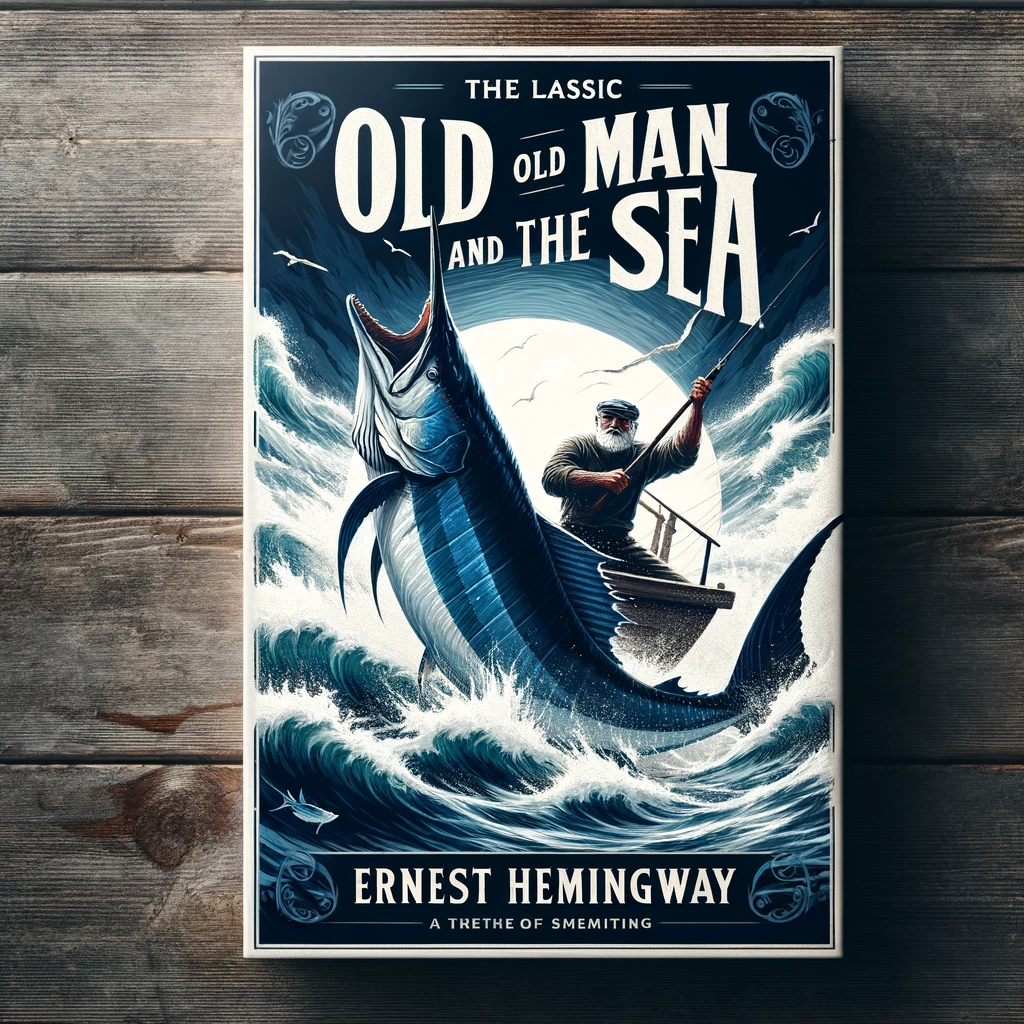 THE LASSIC
OLD OLD MAN
AND THE SEA
ERNEST HEMINGWAY
A TRETHE OF SMEMITING